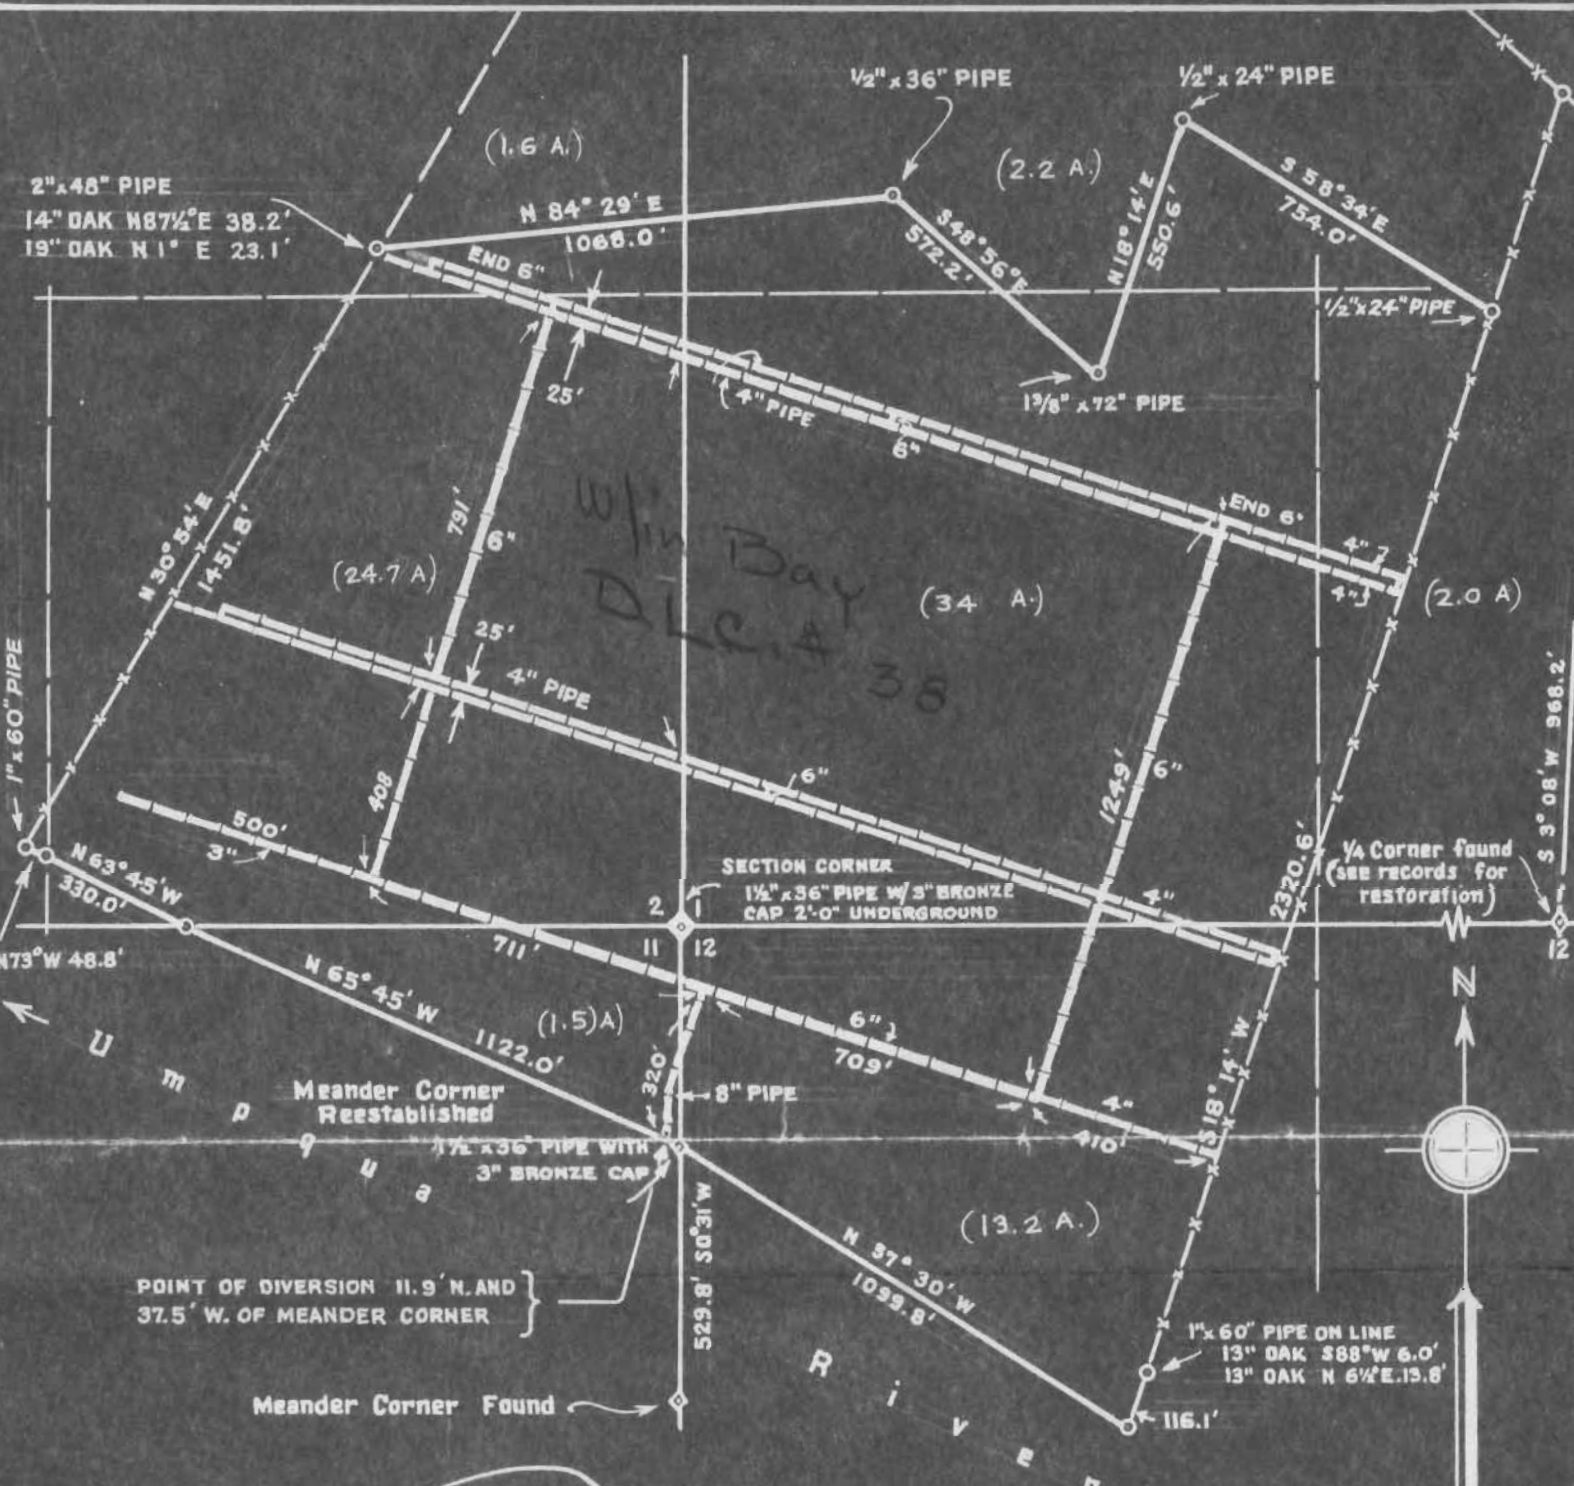 ½" x 36" PIPE
½" x 24" PIPE
(1.6 A.)
(2.2 A.)
2" x 48" PIPE
14" OAK N87½°E 38.2'
19" OAK N 1° E 23.1'
N 84° 29' E
1068.0'
S 48° 56' E
572.2'
N 18° 14' E
550.6'
S 58° 34' E
754.0'
END 6"
½" x 24" PIPE
25'
4" PIPE
1⅜" x 72" PIPE
6"
N 30° 54' E
1451.8'
791'
6"
W/in Bay
D.L.C. # 38
END 6"
4"
4"
(24.7 A)
(34 A.)
(2.0 A)
25'
4" PIPE
1" x 60" PIPE
408
6"
1249'
6"
S 3° 08' W 968.2'
500'
3"
N 63° 45' W
330.0'
SECTION CORNER
1½" x 36" PIPE W/ 3" BRONZE
CAP 2'-0" UNDERGROUND
4"
2320.6'
S 18° 14' W
¼ Corner found
(see records for
restoration)
2 1
11 12
12
N73°W 48.8'
711'
N
N 65° 45' W
1122.0'
(1.5)A)
6"
709'
320'
8" PIPE
Umpqua
Meander Corner
Reestablished
1½" x 36" PIPE WITH
3" BRONZE CAP
4"
410'
529.8' S0°31'W
(13.2 A.)
N 37° 30' W
1099.8'
POINT OF DIVERSION 11.9' N. AND
37.5' W. OF MEANDER CORNER
1" x 60" PIPE ON LINE
13" OAK S88°W 6.0'
13" OAK N 6½°E. 13.8'
River
Meander Corner Found
116.1'